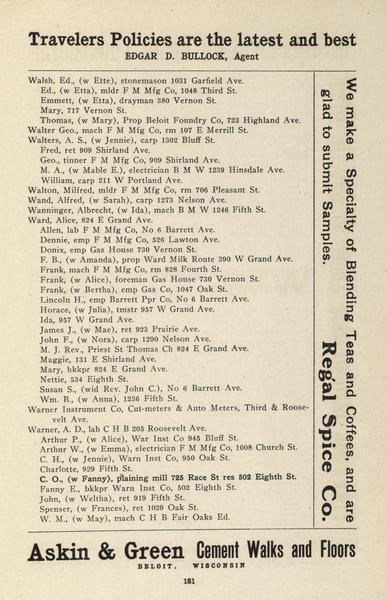 Travelers Policies are the latest and best
EDGAR D. BULLOCK, Agent
Walsh, Ed., (w Ette), stonemason 1031 Garfield Ave.
Ed., (w Etta), mldr F M Mfg Co, 1048 Third St.
Emmett, (w Etta), drayman 380 Vernon St.
Mary, 717 Vernon St.
Thomas, (w Mary), Prop Beloit Foundry Co, 723 Highland Ave.
Walter Geo., mach F M Mfg Co, rm 107 E Merrill St.
Walters, A. S., (w Jennie), carp 1302 Bluff St.
Fred, ret 909 Shirland Ave.
Geo., tinner F M Mfg Co, 909 Shirland Ave.
M. A., (w Mable E.), electrician B M W 1239 Hinsdale Ave.
William, carp 211 W Portland Ave.
Walton, Milfred, mldr F M Mfg Co, rm 706 Pleasant St.
Wand, Alfred, (w Sarah), carp 1273 Nelson Ave.
Wanninger, Albrecht, (w Ida), mach B M W 1246 Fifth St.
Ward, Alice, 824 E Grand Ave.
Allen, lab F M Mfg Co, No 6 Barrett Ave.
Dennie, emp F M Mfg Co, 526 Lawton Ave.
Donix, emp Gas House 730 Vernon St.
F. B., (w Amanda), prop Ward Milk Route 390 W Grand Ave.
Frank, mach F M Mfg Co, rm 828 Fourth St.
Frank, (w Alice), foreman Gas House 730 Vernon St.
Frank, (w Bertha), emp Gas Co, 1047 Oak St.
Lincoln H., emp Barrett Ppr Co, No 6 Barrett Ave.
Horace, (w Julia), tmstr 957 W Grand Ave.
Ida, 957 W Grand Ave.
James J., (w Mae), ret 923 Prairie Ave.
John F., (w Nora), carp 1290 Nelson Ave.
M. J. Rev., Priest St Thomas Ch 824 E Grand Ave.
Maggie, 131 E Shirland Ave.
Mary, hkkpr 824 E Grand Ave.
Nettie, 534 Eighth St.
Susan S., (wid Rev. John C.), No 6 Barrett Ave.
Wm. B., (w Anna), 1236 Fifth St.
Warner Instrument Co, Cut-meters & Auto Meters, Third & Roose-
velt Ave.
Warner, A. D., lab C H B 205 Roosevelt Ave.
Arthur P., (w Alice), War Inst Co 945 Bluff St.
Arthur W., (w Emma), electrician F M Mfg Co, 1008 Church St.
C. H., (w Jennie), Warn Inst Co, 950 Oak St.
Charlotte, 929 Fifth St.
C. O., (w Fanny), plaining mill 725 Race St res 502 Eighth St.
Fanny E., bkkpr Warn Inst Co, 502 Eighth St.
John, (w Weltha), ret 919 Fifth St.
Spenser, (w Frances), ret 1029 Oak St.
W. M., (w May), mach C H B Fair Oaks Ed.
We make a Specialty of Blending Teas and Coffees, and are
glad to submit Samples.
Regal Spice Co.
Askin & Green Cement Walks and Floors
BELOIT, WISCONSIN
181